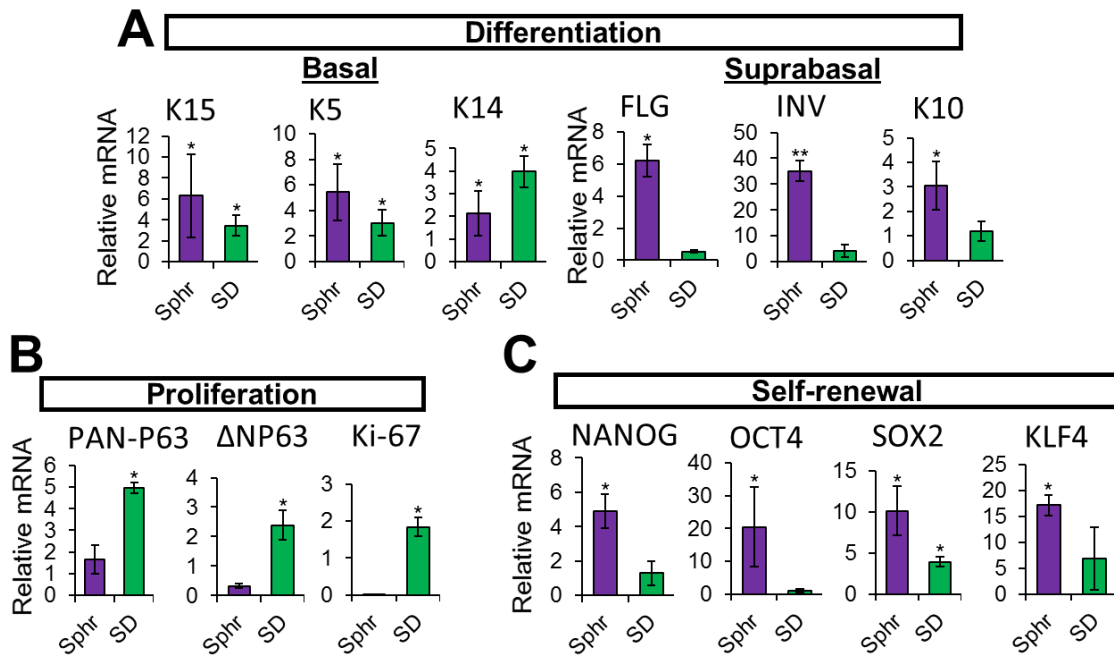 A
Differentiation
Basal
Suprabasal
K15
K5
K14
FLG
INV
K10
Relative mRNA
12
10
8
6
4
2
0
*
*
Sphr
SD
10
8
6
4
2
0
*
*
Sphr
SD
5
4
3
2
1
0
*
*
Sphr
SD
8
6
4
2
0
*
Sphr
SD
50
40
30
20
10
0
**
Sphr
SD
5
4
3
2
1
0
*
Sphr
SD
B
Proliferation
PAN-P63
ΔNP63
Ki-67
Relative mRNA
6
5
4
3
2
1
0
*
Sphr
SD
4
3
2
1
0
*
Sphr
SD
3
2
1
0
*
Sphr
SD
C
Self-renewal
NANOG
OCT4
SOX2
KLF4
Relative mRNA
8
6
4
2
0
*
Sphr
SD
40
30
20
10
0
*
Sphr
SD
15
10
5
0
*
*
Sphr
SD
25
20
15
10
5
0
*
Sphr
SD